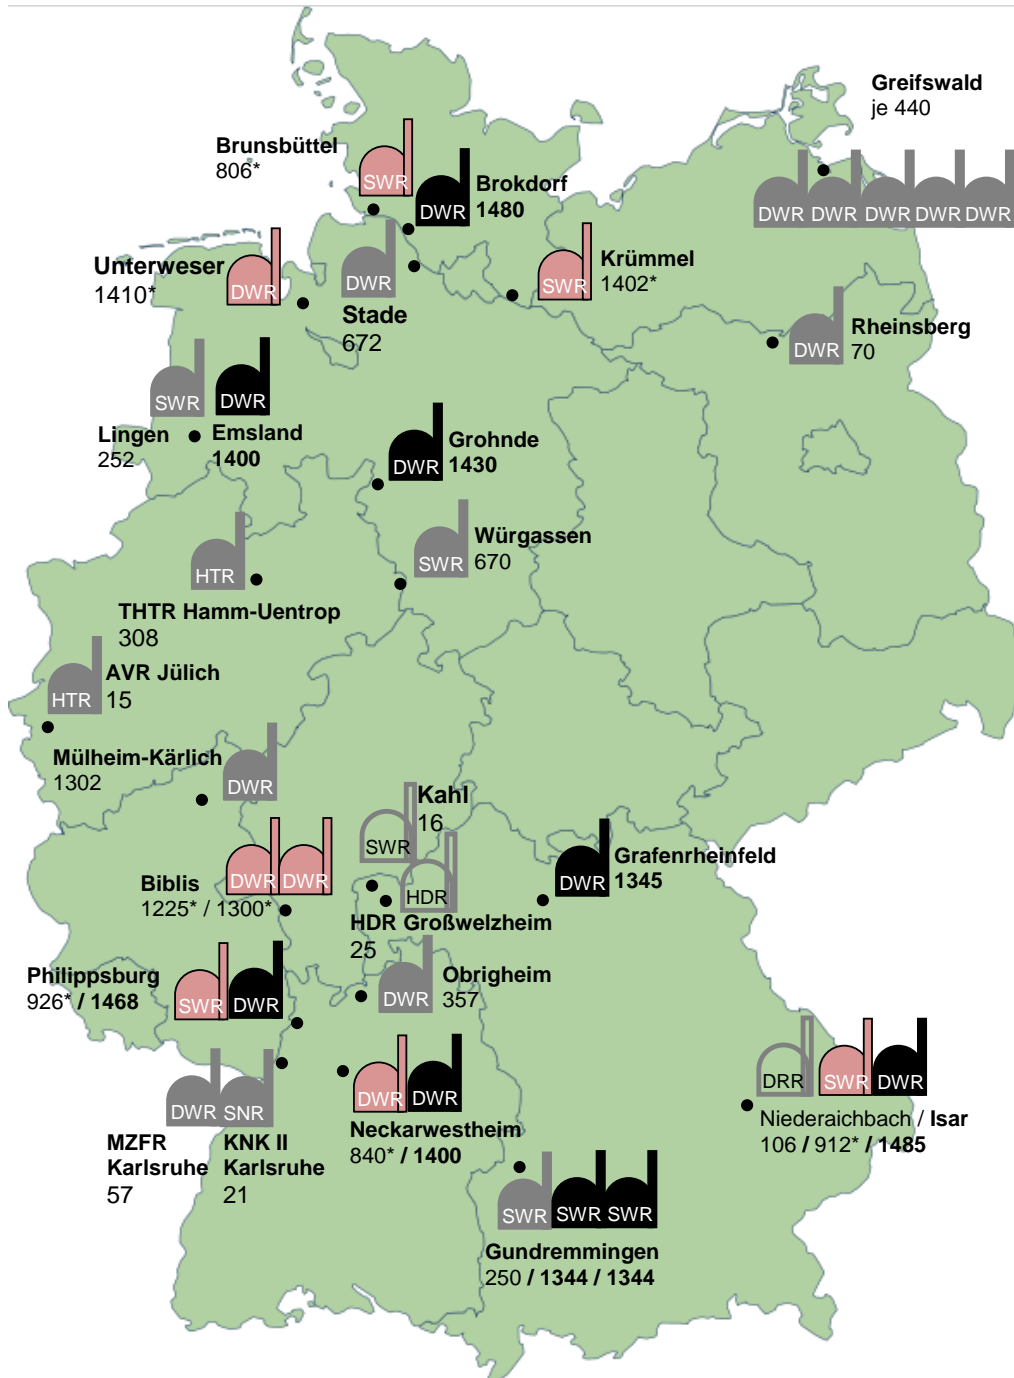 Greifswald
je 440
DWR DWR DWR DWR DWR
Brunsbüttel
806*
SWR
DWR
Brokdorf
1480
Unterweser
1410*
DWR
DWR
Stade
672
SWR
Krümmel
1402*
DWR
Rheinsberg
70
SWR
DWR
Lingen
252
Emsland
1400
DWR
Grohnde
1430
SWR
Würgassen
670
HTR
THTR Hamm-Uentrop
308
HTR
AVR Jülich
15
Mülheim-Kärlich
1302
DWR
Kahl
16
SWR
HDR
HDR Großwelzheim
25
DWR
Grafenrheinfeld
1345
Biblis
1225* / 1300*
DWR DWR
Philippsburg
926* / 1468
SWR DWR
DWR
Obrigheim
357
DWR SNR
MZFR
Karlsruhe
57
KNK II
Karlsruhe
21
DWR DWR
Neckarwestheim
840* / 1400
DRR SWR DWR
Niederaichbach / Isar
106 / 912* / 1485
SWR SWR SWR
Gundremmingen
250 / 1344 / 1344